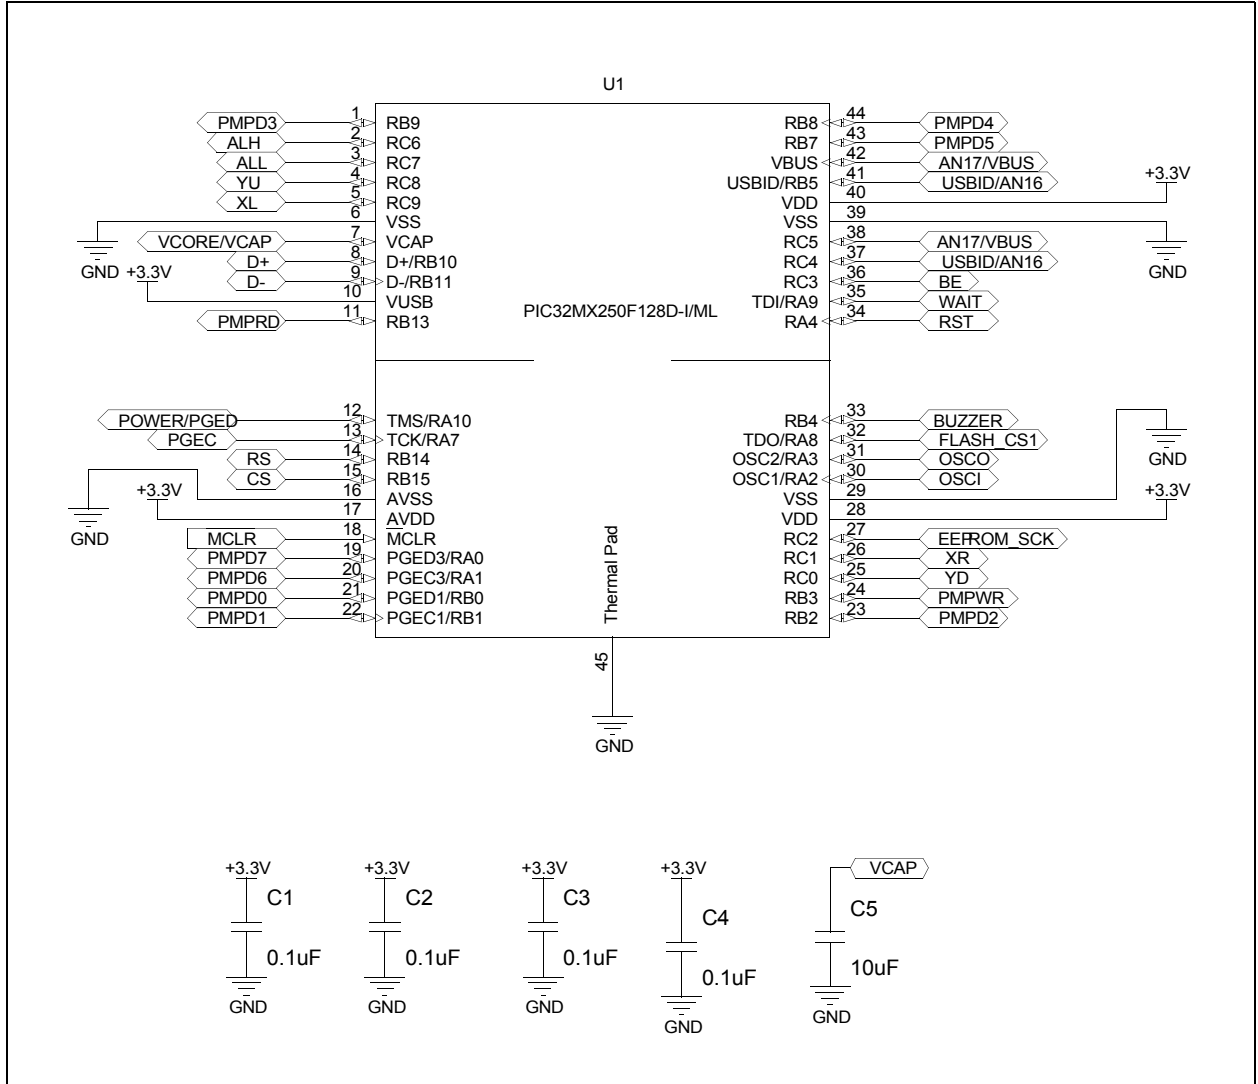 U1
PMPD3 1 RB9 RB8 44 PMPD4
ALH 2 RC6 RB7 43 PMPD5
ALL 3 RC7 VBUS 42 AN17/VBUS
YU 4 RC8 USBID/RB5 41 USBID/AN16
XL 5 RC9 VDD 40 +3.3V
6 VSS VSS 39
VCORE/VCAP 7 VCAP RC5 38 AN17/VBUS
D+ 8 D+/RB10 RC4 37 USBID/AN16
GND +3.3V D- 9 D-/RB11 RC3 36 BE GND
10 VUSB TDI/RA9 35 WAIT
PIC32MX250F128D-I/ML
PMPRD 11 RB13 RA4 34 RST
POWER/PGED 12 TMS/RA10 RB4 33 BUZZER
PGEC 13 TCK/RA7 TDO/RA8 32 FLASH_CS1
RS 14 RB14 OSC2/RA3 31 OSCO GND
CS 15 RB15 OSC1/RA2 30 OSCI
+3.3V 16 AVSS VSS 29 +3.3V
17 AVDD VDD 28
GND MCLR 18 MCLR RC2 27 EEPROM_SCK
PMPD7 19 PGED3/RA0 RC1 26 XR
PMPD6 20 PGEC3/RA1 RC0 25 YD
PMPD0 21 PGED1/RB0 RB3 24 PMPWR
PMPD1 22 PGEC1/RB1 RB2 23 PMPD2
Thermal Pad
45
GND
+3.3V +3.3V +3.3V +3.3V VCAP
C1 C2 C3 C4 C5
0.1uF 0.1uF 0.1uF 0.1uF 10uF
GND GND GND GND GND